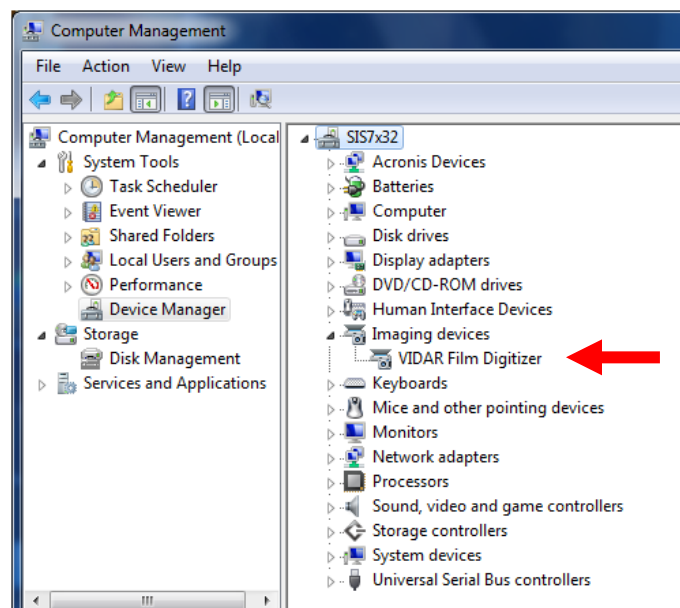 Computer Management
File Action View Help
Computer Management (Local
System Tools
Task Scheduler
Event Viewer
Shared Folders
Local Users and Groups
Performance
Device Manager
Storage
Disk Management
Services and Applications
SIS7x32
Acronis Devices
Batteries
Computer
Disk drives
Display adapters
DVD/CD-ROM drives
Human Interface Devices
Imaging devices
VIDAR Film Digitizer
Keyboards
Mice and other pointing devices
Monitors
Network adapters
Processors
Sound, video and game controllers
Storage controllers
System devices
Universal Serial Bus controllers